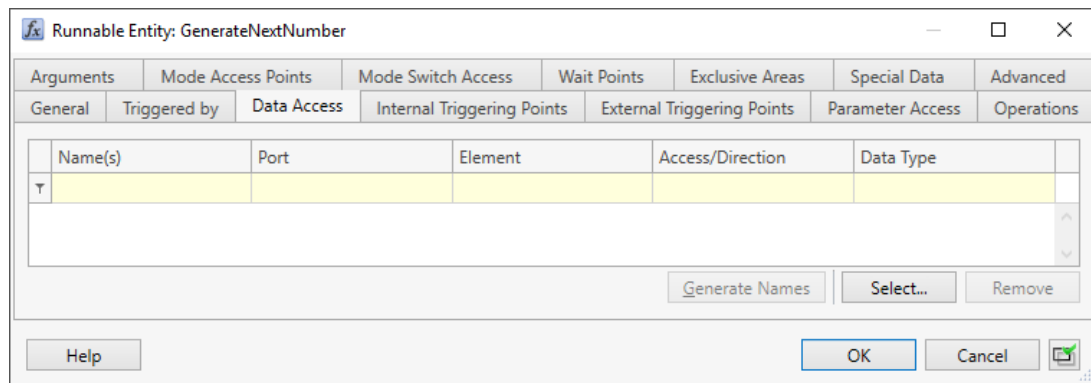 fx Runnable Entity: GenerateNextNumber
Arguments Mode Access Points Mode Switch Access Wait Points Exclusive Areas Special Data Advanced
General Triggered by Data Access Internal Triggering Points External Triggering Points Parameter Access Operations
Name(s) Port Element Access/Direction Data Type
Generate Names Select... Remove
Help OK Cancel